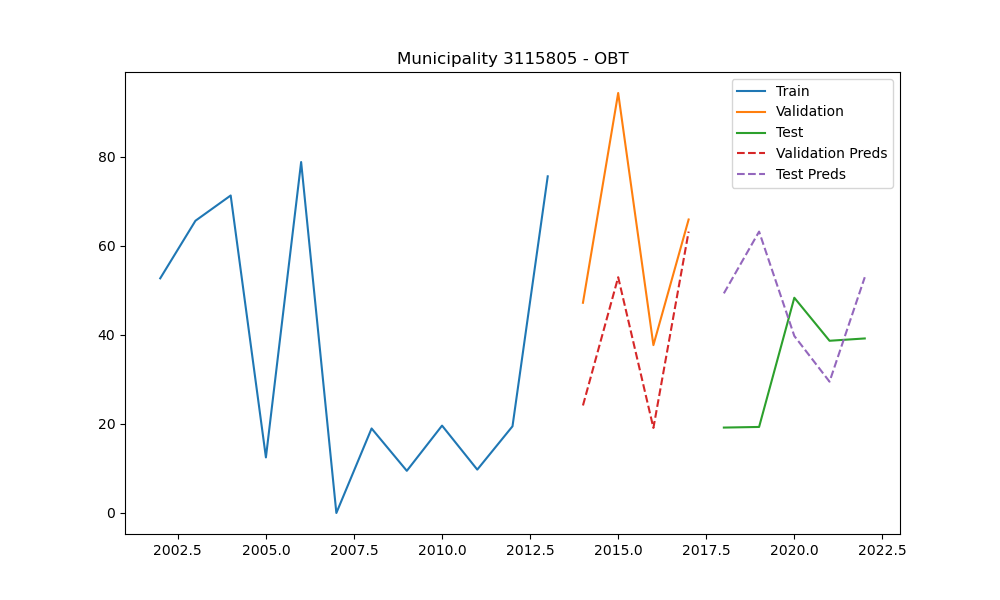 Municipality 3115805 - OBT
Train
Validation
Test
Validation Preds
Test Preds
80
60
40
20
0
2002.5 2005.0 2007.5 2010.0 2012.5 2015.0 2017.5 2020.0 2022.5